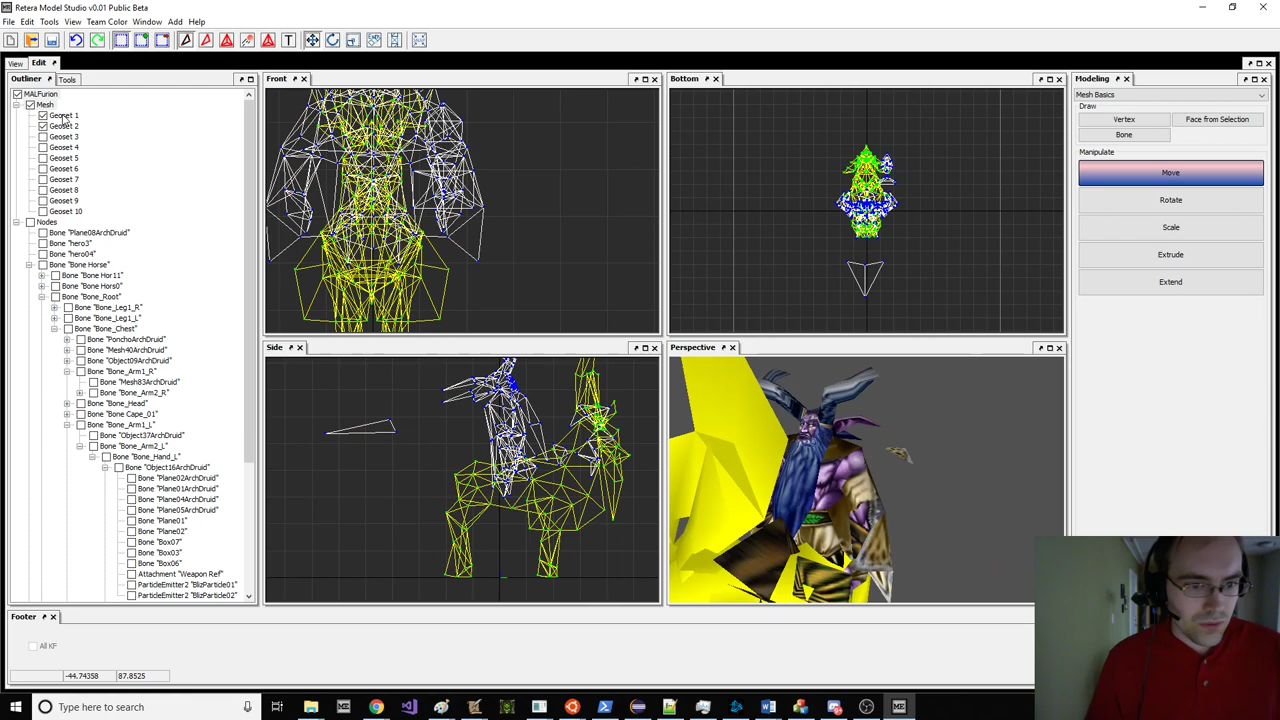 Retera Model Studio v0.01 Public Beta
File Edit Tools View Team Color Window Add Help
View Edit
Outliner Tools
MALFurion
Mesh
Geoset 1
Geoset 2
Geoset 3
Geoset 4
Geoset 5
Geoset 6
Geoset 7
Geoset 8
Geoset 9
Geoset 10
Nodes
Bone "Plane08ArchDruid"
Bone "hero3"
Bone "hero04"
Bone "Bone Horse"
Bone "Bone Hor11"
Bone "Bone Hors0"
Bone "Bone_Root"
Bone "Bone_Leg1_R"
Bone "Bone_Leg1_L"
Bone "Bone_Chest"
Bone "PonchoArchDruid"
Bone "Mesh40ArchDruid"
Bone "Object09ArchDruid"
Bone "Bone_Arm1_R"
Bone "Mesh83ArchDruid"
Bone "Bone_Arm2_R"
Bone "Bone_Head"
Bone "Bone Cape_01"
Bone "Bone_Arm1_L"
Bone "Object37ArchDruid"
Bone "Bone_Arm2_L"
Bone "Bone_Hand_L"
Bone "Object16ArchDruid"
Bone "Plane02ArchDruid"
Bone "Plane01ArchDruid"
Bone "Plane04ArchDruid"
Bone "Plane05ArchDruid"
Bone "Plane01"
Bone "Plane02"
Bone "Box07"
Bone "Box03"
Bone "Box06"
Attachment "Weapon Ref"
ParticleEmitter2 "BlizParticle01"
ParticleEmitter2 "BlizParticle02"
Front
Bottom
Side
Perspective
Modeling
Mesh Basics
Draw
Vertex Face from Selection
Bone
Manipulate
Move
Rotate
Scale
Extrude
Extend
Footer
All KF
-44.74358 87.8525
Type here to search